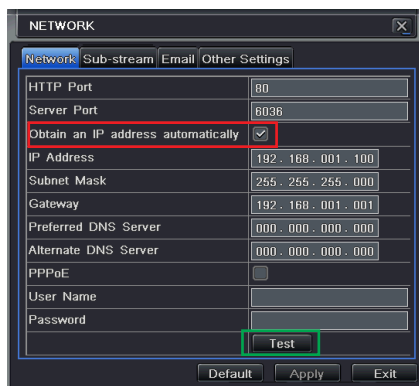 NETWORK
Network Sub-stream Email Other Settings
HTTP Port 80
Server Port 6036
Obtain an IP address automatically
IP Address 192 . 168 . 001 . 100
Subnet Mask 255 . 255 . 255 . 000
Gateway 192 . 168 . 001 . 001
Preferred DNS Server 000 . 000 . 000 . 000
Alternate DNS Server 000 . 000 . 000 . 000
PPPoE
User Name
Password
Test
Default Apply Exit